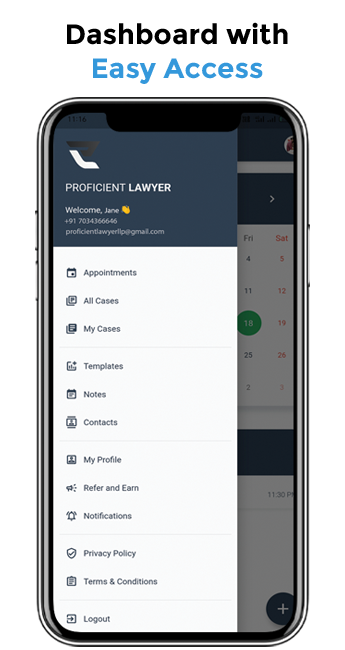 Dashboard with
Easy Access
11:16
PROFICIENT LAWYER
Welcome, Jane 👏
+91 7034366646
proficientlawyerllp@gmail.com
Appointments
All Cases
My Cases
Templates
Notes
Contacts
My Profile
Refer and Earn
Notifications
Privacy Policy
Terms & Conditions
Logout
Fri Sat
4 5
11 12
18 19
25 26
2 3
11:30 PM